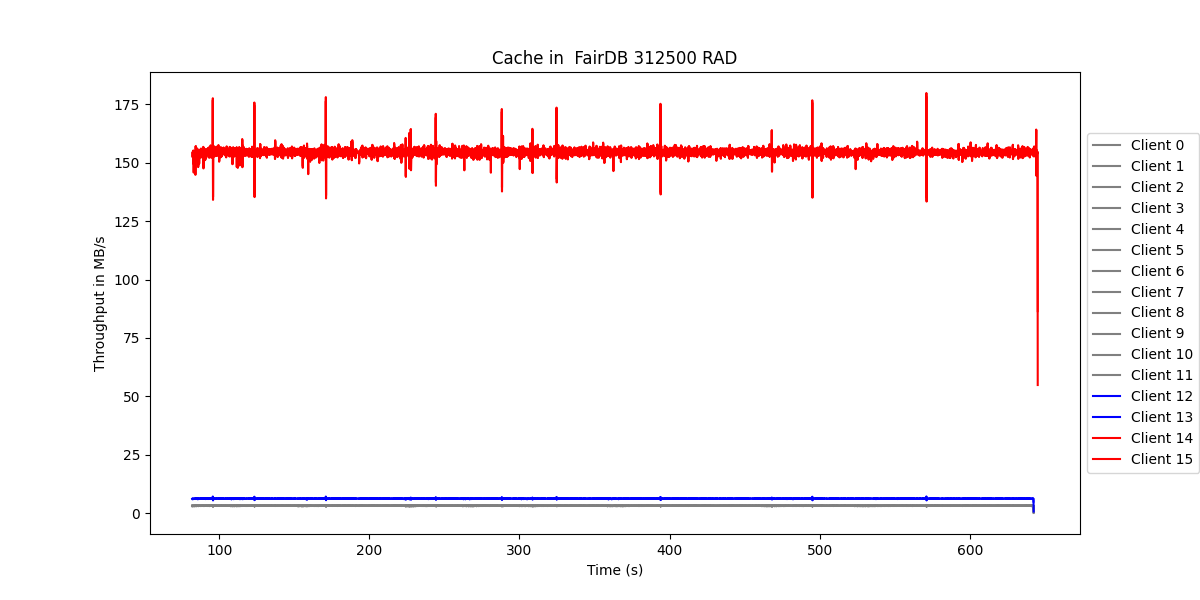 Cache in  FairDB 312500 RAD
Throughput in MB/s
175
150
125
100
75
50
25
0
100 200 300 400 500 600
Time (s)
Client 0
Client 1
Client 2
Client 3
Client 4
Client 5
Client 6
Client 7
Client 8
Client 9
Client 10
Client 11
Client 12
Client 13
Client 14
Client 15